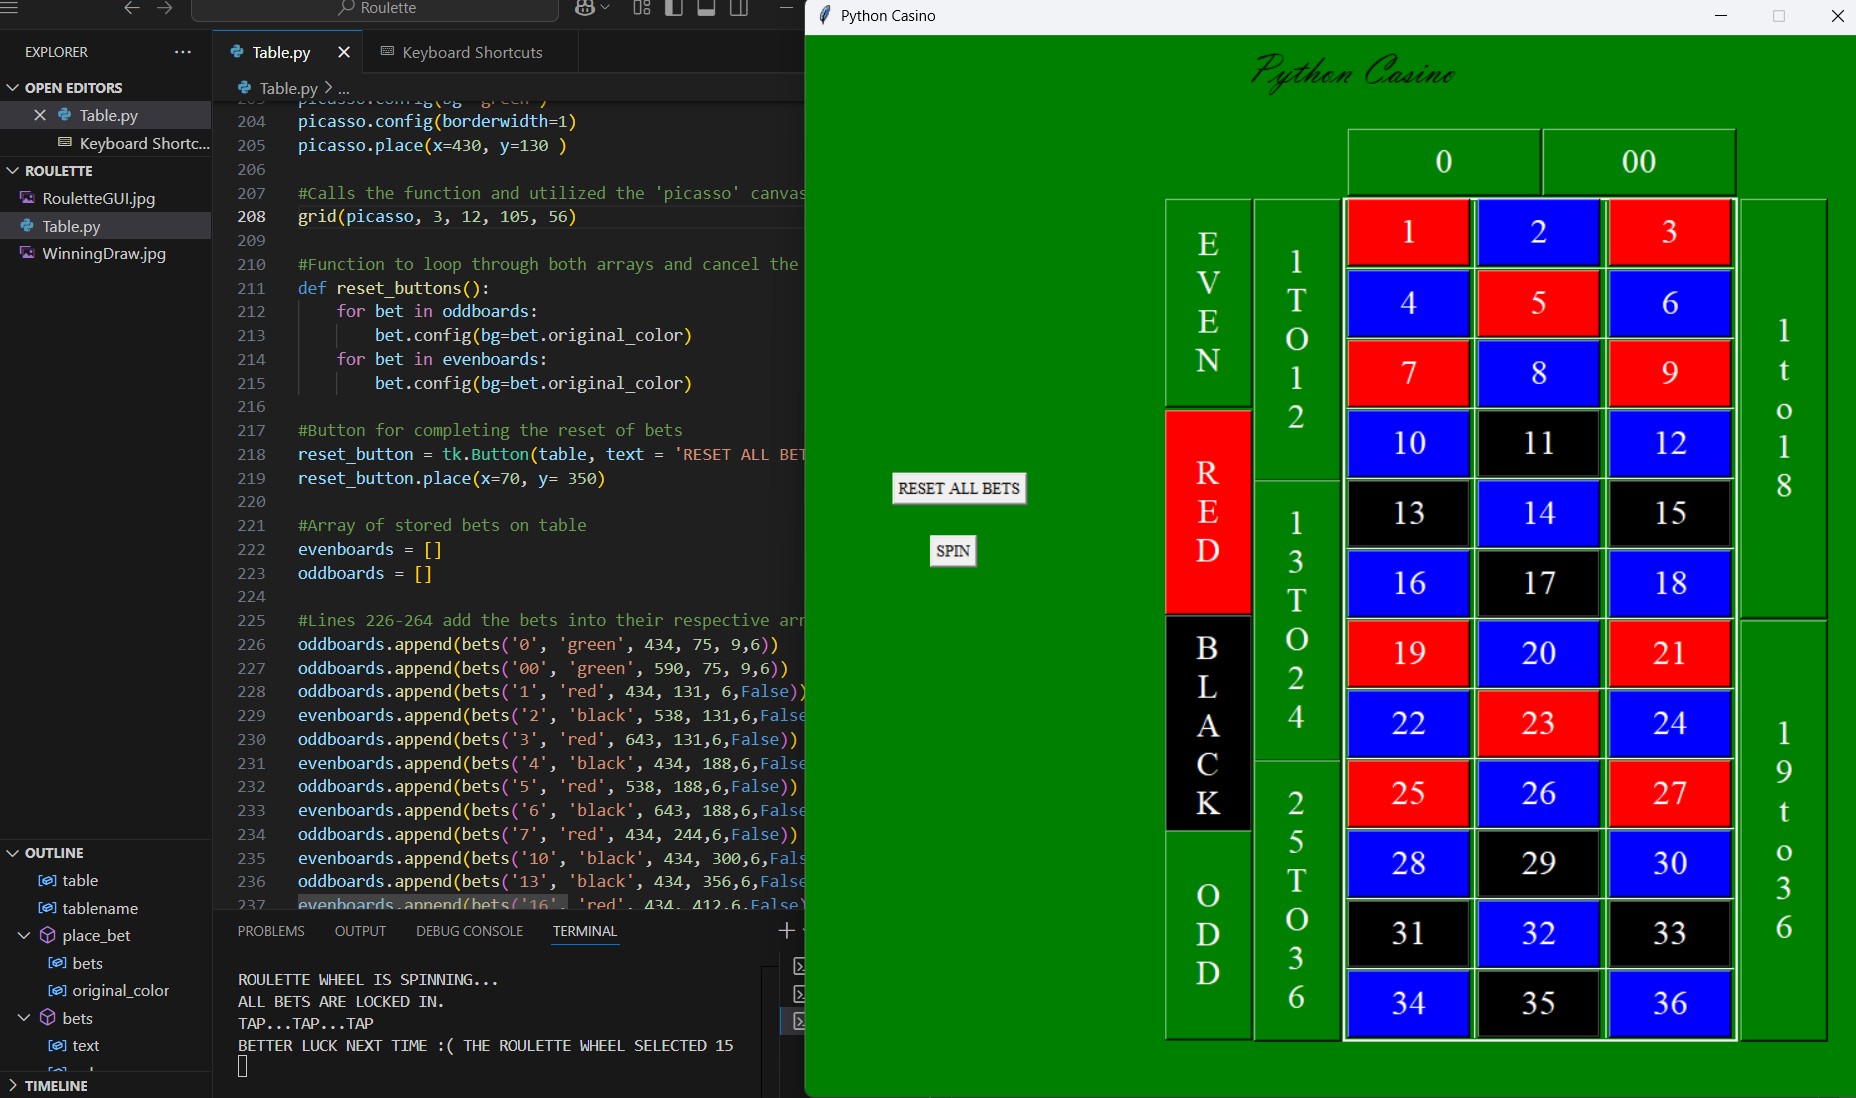 Roulette
EXPLORER
OPEN EDITORS
Table.py
Keyboard Shortc...
ROULETTE
RouletteGUI.jpg
Table.py
WinningDraw.jpg
OUTLINE
table
tablename
place_bet
bets
original_color
bets
text
TIMELINE
Table.py
Keyboard Shortcuts
Table.py > ...
204 picasso.config(borderwidth=1)
205 picasso.place(x=430, y=130 )
206
207 #Calls the function and utilized the 'picasso' canvas
208 grid(picasso, 3, 12, 105, 56)
209
210 #Function to loop through both arrays and cancel the
211 def reset_buttons():
212 for bet in oddboards:
213 bet.config(bg=bet.original_color)
214 for bet in evenboards:
215 bet.config(bg=bet.original_color)
216
217 #Button for completing the reset of bets
218 reset_button = tk.Button(table, text = 'RESET ALL BET
219 reset_button.place(x=70, y= 350)
220
221 #Array of stored bets on table
222 evenboards = []
223 oddboards = []
224
225 #Lines 226-264 add the bets into their respective arr
226 oddboards.append(bets('0', 'green', 434, 75, 9,6))
227 oddboards.append(bets('00', 'green', 590, 75, 9,6))
228 oddboards.append(bets('1', 'red', 434, 131, 6,False))
229 evenboards.append(bets('2', 'black', 538, 131,6,False
230 oddboards.append(bets('3', 'red', 643, 131,6,False))
231 evenboards.append(bets('4', 'black', 434, 188,6,False
232 oddboards.append(bets('5', 'red', 538, 188,6,False))
233 evenboards.append(bets('6', 'black', 643, 188,6,False
234 oddboards.append(bets('7', 'red', 434, 244,6,False))
235 evenboards.append(bets('10', 'black', 434, 300,6,Fals
236 oddboards.append(bets('13', 'black', 434, 356,6,False
237 evenboards.append(bets('16', 'red', 434, 412,6,False)
PROBLEMS
OUTPUT
DEBUG CONSOLE
TERMINAL
ROULETTE WHEEL IS SPINNING...
ALL BETS ARE LOCKED IN.
TAP...TAP...TAP
BETTER LUCK NEXT TIME :( THE ROULETTE WHEEL SELECTED 15
Python Casino
Python Casino
RESET ALL BETS
SPIN
0 00
EVEN
RED
BLACK
ODD
1TO12
13TO24
25TO36
1 2 3
4 5 6
7 8 9
10 11 12
13 14 15
16 17 18
19 20 21
22 23 24
25 26 27
28 29 30
31 32 33
34 35 36
1to18
19to36